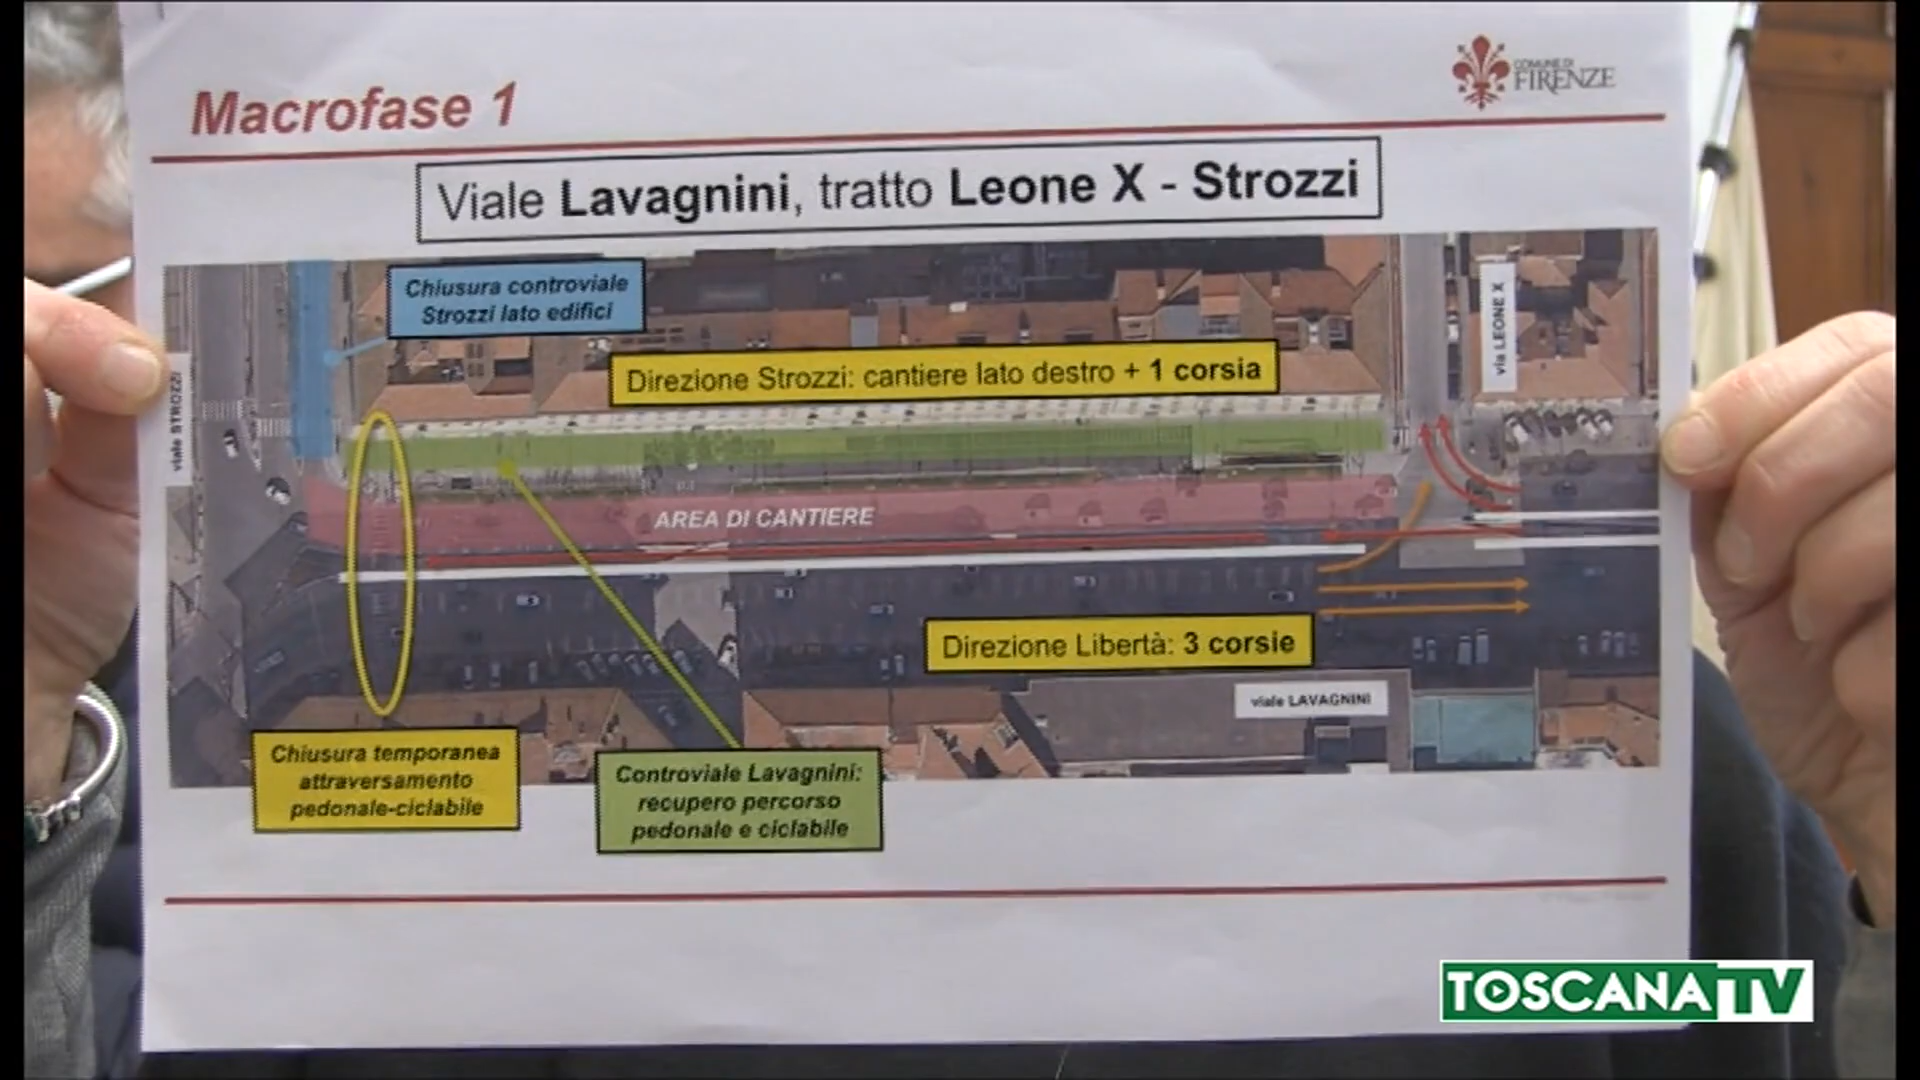 Macrofase 1
COMUNE DI
FIRENZE
Viale Lavagnini, tratto Leone X - Strozzi
Chiusura controviale
Strozzi lato edifici
via LEONE X
Direzione Strozzi: cantiere lato destro + 1 corsia
viale STROZZI
AREA DI CANTIERE
Direzione Libertà: 3 corsie
viale LAVAGNINI
Chiusura temporanea
attraversamento
pedonale-ciclabile
Controviale Lavagnini:
recupero percorso
pedonale e ciclabile
TOSCANA TV